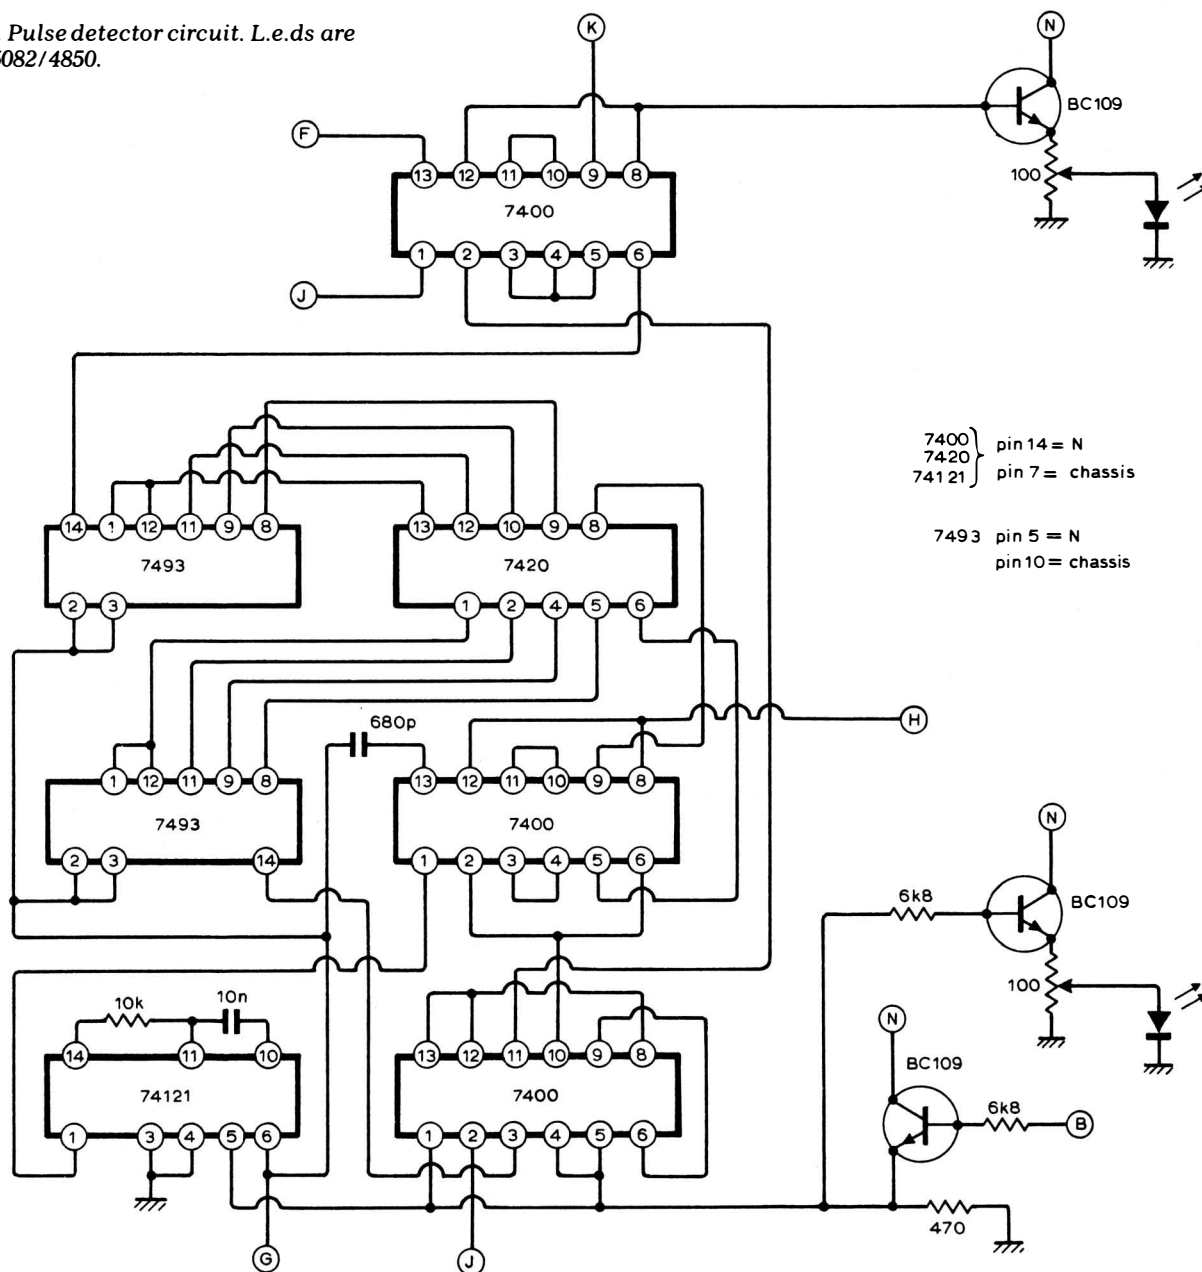 . Pulse detector circuit. L.e.ds are
5082/4850.
K
N
BC109
F
13 12 11 10 9 8
100
7400
1 2 3 4 5 6
J
7400
7420
74121
pin 14 = N
pin 7 = chassis
7493 pin 5 = N
pin 10 = chassis
14 1 12 11 9 8
13 12 10 9 8
7493
7420
2 3
1 2 4 5 6
H
680p
1 12 11 9 8
13 12 11 10 9 8
7493
7400
2 3 14
1 2 3 4 5 6
N
6k8
BC109
100
10k
10n
14 11 10
13 12 11 10 9 8
N
BC109
74121
7400
6k8
B
1 3 4 5 6
1 2 3 4 5 6
470
G
J